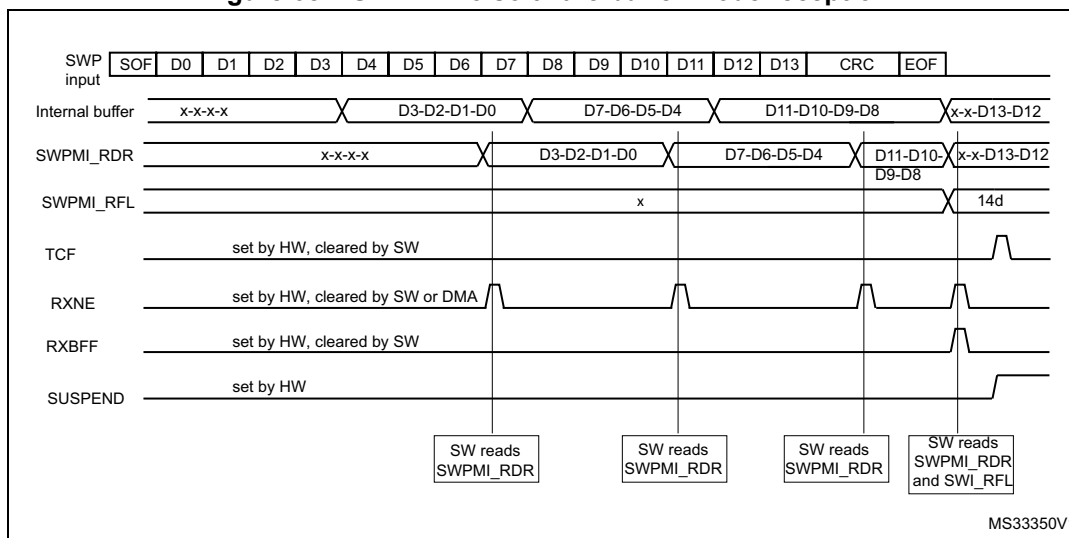 SWP input SOF D0 D1 D2 D3 D4 D5 D6 D7 D8 D9 D10 D11 D12 D13 CRC EOF
Internal buffer x-x-x-x D3-D2-D1-D0 D7-D6-D5-D4 D11-D10-D9-D8 x-x-D13-D12
SWPMI_RDR x-x-x-x D3-D2-D1-D0 D7-D6-D5-D4 D11-D10-D9-D8 x-x-D13-D12
SWPMI_RFL x 14d
TCF set by HW, cleared by SW
RXNE set by HW, cleared by SW or DMA
RXBFF set by HW, cleared by SW
SUSPEND set by HW
SW reads SWPMI_RDR
SW reads SWPMI_RDR
SW reads SWPMI_RDR
SW reads SWPMI_RDR and SWI_RFL
MS33350V